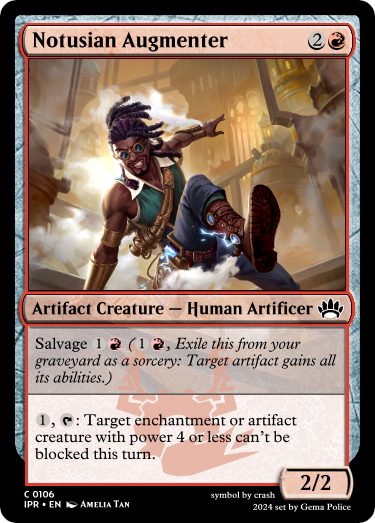 Notusian Augmenter 2
Artifact Creature — Human Artificer
Salvage 1 ( 1 , Exile this from your
graveyard as a sorcery: Target artifact gains all
its abilities.)
1 , : Target enchantment or artifact
creature with power 4 or less can't be
blocked this turn.
2/2
C 0106
IPR • EN Amelia Tan
symbol by crash
2024 set by Gema Police